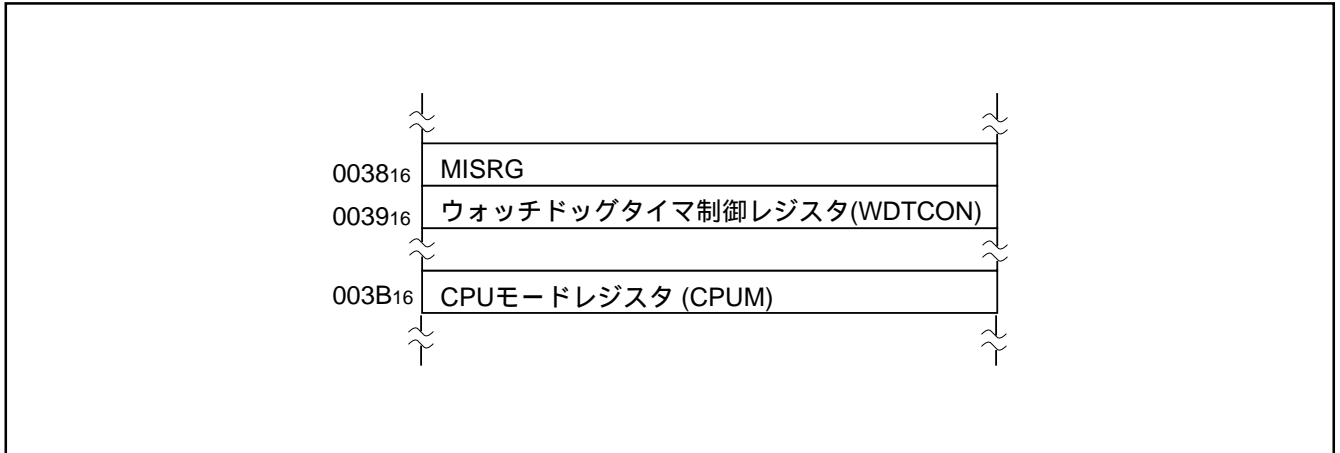 0038₁₆ MISRG
0039₁₆ ウォッチドッグタイマ制御レジスタ(WDTCON)
003B₁₆ CPUモードレジスタ (CPUM)